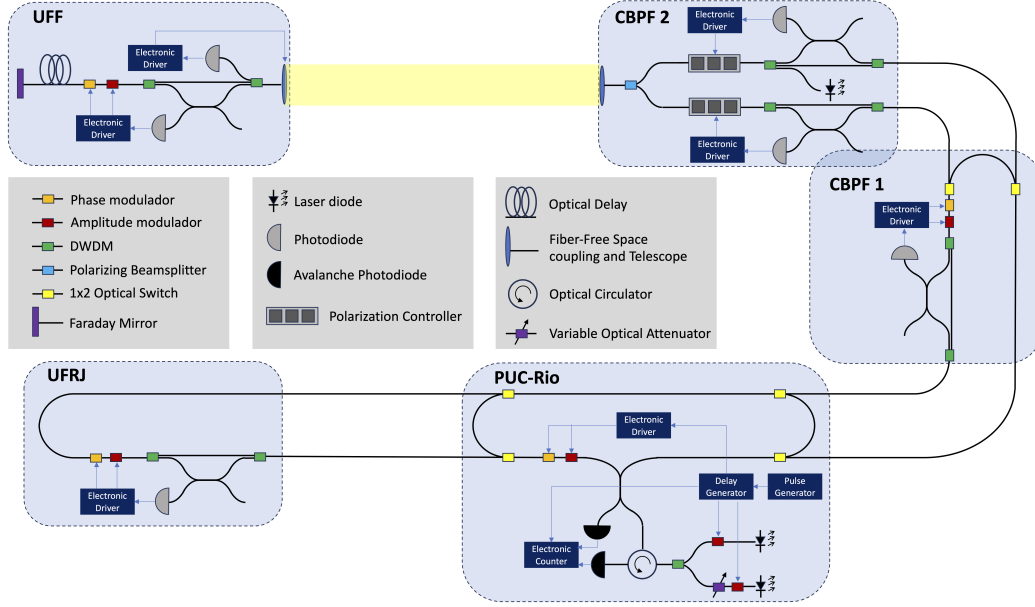 UFF
Electronic
Driver
Electronic
Driver
CBPF 2
Electronic
Driver
Electronic
Driver
CBPF 1
Electronic
Driver
Phase modulador
Amplitude modulador
DWDM
Polarizing Beamsplitter
1x2 Optical Switch
Faraday Mirror
Laser diode
Photodiode
Avalanche Photodiode
Polarization Controller
Optical Delay
Fiber-Free Space
coupling and Telescope
Optical Circulator
Variable Optical Attenuator
UFRJ
Electronic
Driver
PUC-Rio
Electronic
Driver
Delay
Generator
Pulse
Generator
Electronic
Counter